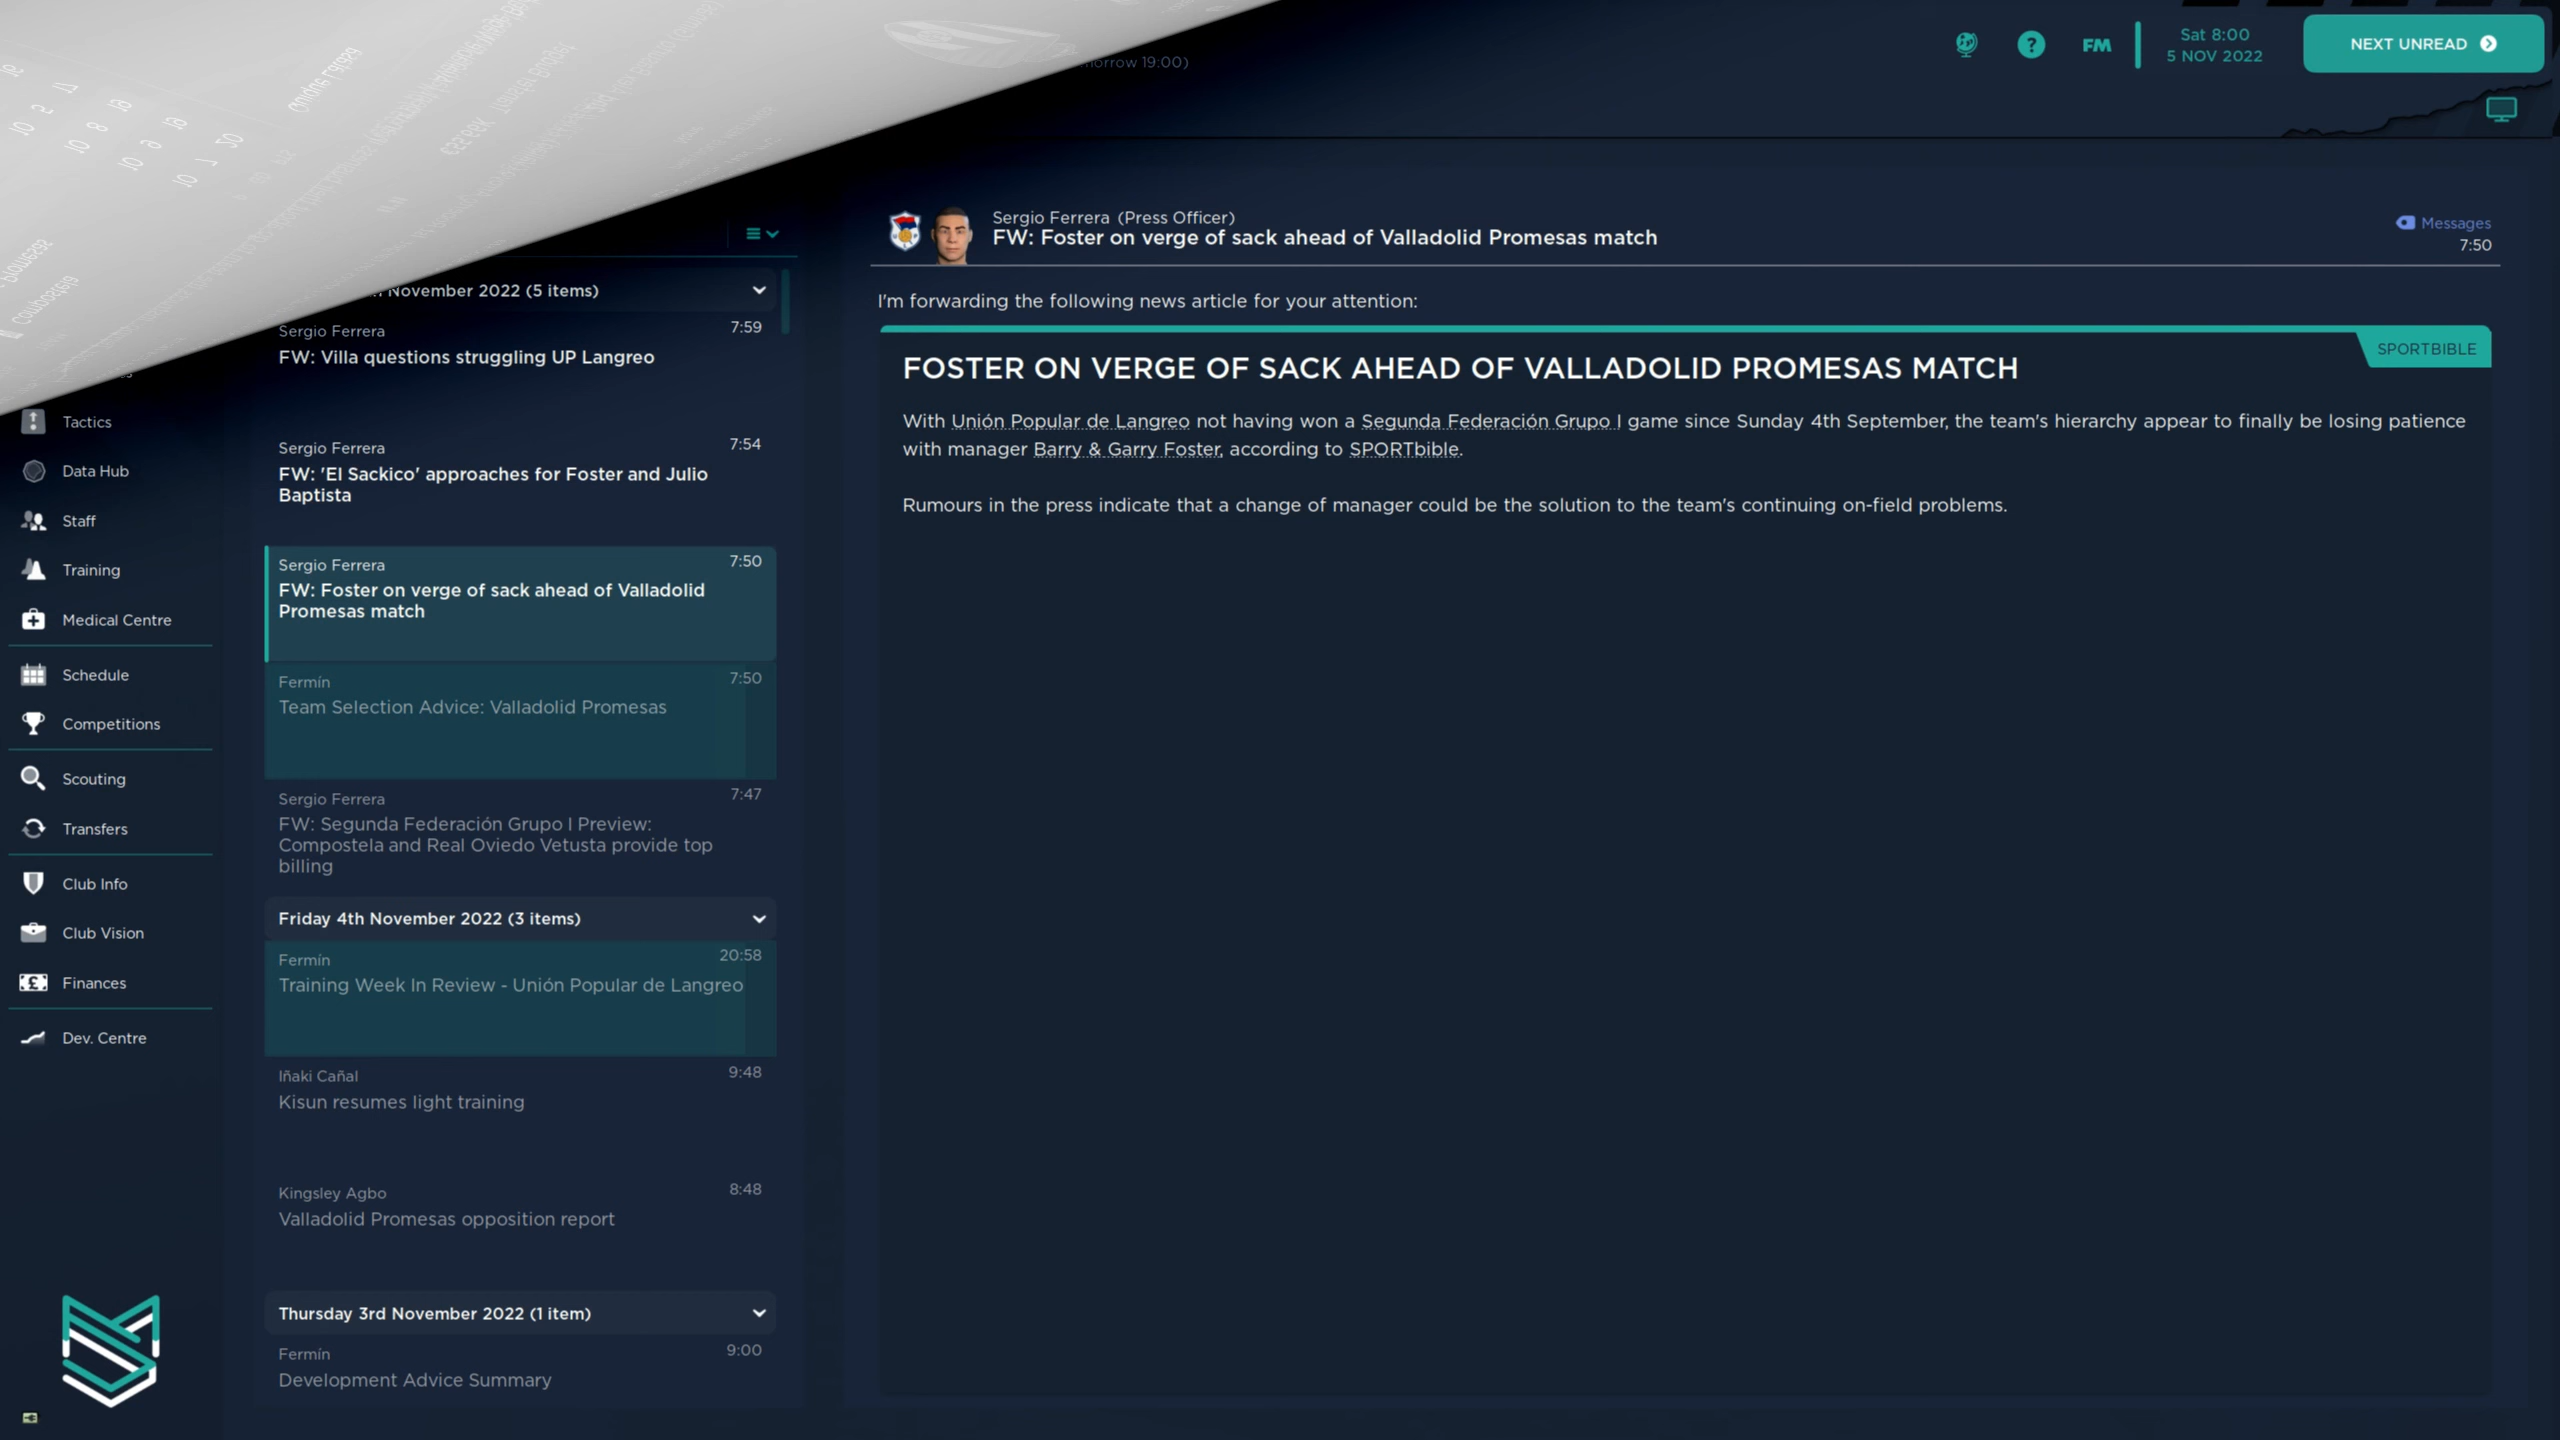 Sat 8:00
5 NOV 2022
NEXT UNREAD
19:00)
FM
November 2022 (5 items)
Sergio Ferrera
7:59
FW: Villa questions struggling UP Langreo
Sergio Ferrera
7:54
FW: 'El Sackico' approaches for Foster and Julio
Baptista
Sergio Ferrera
7:50
FW: Foster on verge of sack ahead of Valladolid
Promesas match
Fermín
7:50
Team Selection Advice: Valladolid Promesas
Sergio Ferrera
7:47
FW: Segunda Federación Grupo I Preview:
Compostela and Real Oviedo Vetusta provide top
billing
Friday 4th November 2022 (3 items)
Fermín
20:58
Training Week In Review - Unión Popular de Langreo
Iñaki Cañal
9:48
Kisun resumes light training
Kingsley Agbo
8:48
Valladolid Promesas opposition report
Thursday 3rd November 2022 (1 item)
Fermín
9:00
Development Advice Summary
Tactics
Data Hub
Staff
Training
Medical Centre
Schedule
Competitions
Scouting
Transfers
Club Info
Club Vision
Finances
Dev. Centre
Sergio Ferrera (Press Officer)
FW: Foster on verge of sack ahead of Valladolid Promesas match
Messages
7:50
I'm forwarding the following news article for your attention:
SPORTBIBLE
FOSTER ON VERGE OF SACK AHEAD OF VALLADOLID PROMESAS MATCH
With Unión Popular de Langreo not having won a Segunda Federación Grupo I game since Sunday 4th September, the team's hierarchy appear to finally be losing patience
with manager Barry & Garry Foster, according to SPORTbible.
Rumours in the press indicate that a change of manager could be the solution to the team's continuing on-field problems.